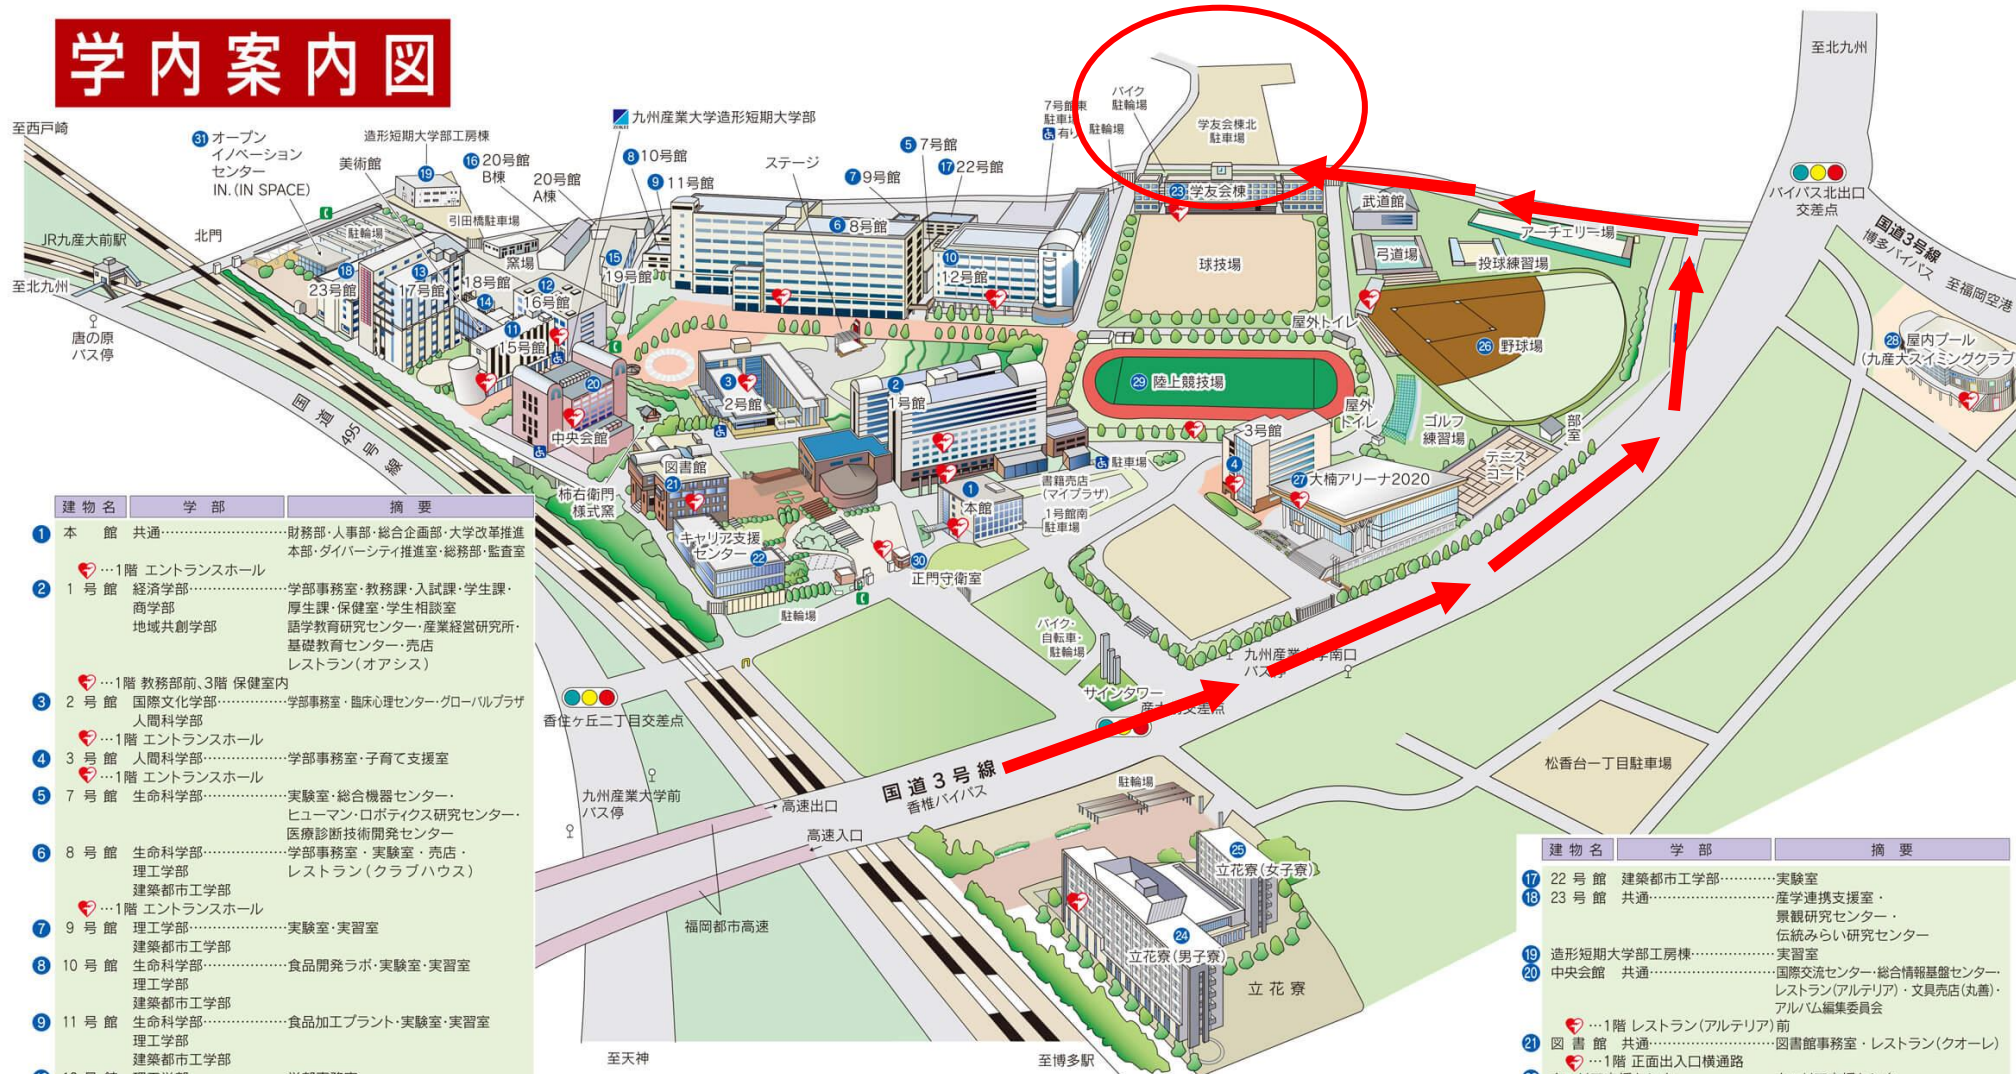 学内案内図
至西戸崎
31 オープン
イノベーション
センター
IN.(IN SPACE)
造形短期大学部工房棟
19
美術館
16 20号館
B棟
20号館
A棟
九州産業大学造形短期大学部
8 10号館
9 11号館
ステージ
7 9号館
5 7号館
17 22号館
7号館東
駐車場
有り
駐輪場
バイク
駐輪場
学友会棟北
駐車場
至北九州
バイパス北出口
交差点
国道3号線
博多バイパス
至福岡空港
JR九産大前駅
北門
駐輪場
引田橋駐車場
窯場
至北九州
唐の原
バス停
18
23号館
13
17号館
18号館
14
12
16号館
11
15号館
15
19号館
6 8号館
10
12号館
23 学友会棟
武道館
アーチェリー場
弓道場
投球練習場
球技場
屋外トイレ
26 野球場
28 屋内プール
(九産大スイミングクラブ)
国道495号線
20
中央会館
3
2号館
2
1号館
29 陸上競技場
屋外
トイレ
ゴルフ
練習場
部室
テニス
コート
3号館
4
27 大楠アリーナ2020
柿右衛門
様式窯
図書館
21
駐車場
書籍売店
(マイプラザ)
1号館南
駐車場
1
本館
キャリア支援
センター 22
30
正門守衛室
駐輪場
バイク・
自転車・
駐輪場
サインタワー
九州産業
学南口
バス停
香住ヶ丘二丁目交差点
九州産業大学前
バス停
高速出口
高速入口
国道3号線
香椎バイパス
福岡都市高速
駐輪場
松香台一丁目駐車場
25
立花寮(女子寮)
24
立花寮(男子寮)
立花寮
至天神
至博多駅
建物名 学部 摘要
1 本館 共通……………財務部・人事部・総合企画部・大学改革推進
本部・ダイバーシティ推進室・総務部・監査室
…1階 エントランスホール
2 1号館 経済学部……………学部事務室・教務課・入試課・学生課・
商学部 厚生課・保健室・学生相談室
地域共創学部 語学教育研究センター・産業経営研究所・
基礎教育センター・売店
レストラン(オアシス)
…1階 教務部前、3階 保健室内
3 2号館 国際文化学部……………学部事務室・臨床心理センター・グローバルプラザ
人間科学部
…1階 エントランスホール
4 3号館 人間科学部……………学部事務室・子育て支援室
…1階 エントランスホール
5 7号館 生命科学部……………実験室・総合機器センター・
ヒューマン・ロボティクス研究センター・
医療診断技術開発センター
6 8号館 生命科学部……………学部事務室・実験室・売店・
理工学部 レストラン(クラブハウス)
建築都市工学部
…1階 エントランスホール
7 9号館 理工学部……………実験室・実習室
建築都市工学部
8 10号館 生命科学部……………食品開発ラボ・実験室・実習室
理工学部
建築都市工学部
9 11号館 生命科学部……………食品加工プラント・実験室・実習室
理工学部
建築都市工学部
建物名 学部 摘要
17 22号館 建築都市工学部…………実験室
18 23号館 共通……………産学連携支援室・
景観研究センター・
伝統みらい研究センター
19 造形短期大学部工房棟……………実習室
20 中央会館 共通……………国際交流センター・総合情報基盤センター・
レストラン(アルテリア)・文具売店(丸善)・
アルバム編集委員会
…1階 レストラン(アルテリア)前
21 図書館 共通……………図書館事務室・レストラン(クオーレ)
…1階 正面出入口横通路